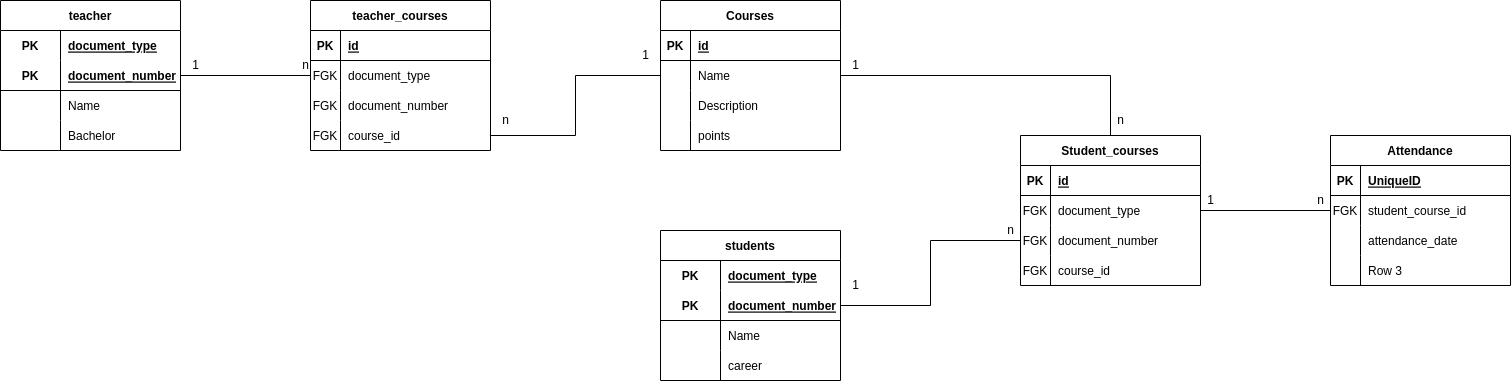 teacher
PK document_type
PK document_number
Name
Bachelor
1
n
teacher_courses
PK id
FGK document_type
FGK document_number
FGK course_id
n
1
Courses
PK id
Name
Description
points
1
n
students
PK document_type
PK document_number
Name
career
1
n
Student_courses
PK id
FGK document_type
FGK document_number
FGK course_id
1
n
Attendance
PK UniqueID
FGK student_course_id
attendance_date
Row 3